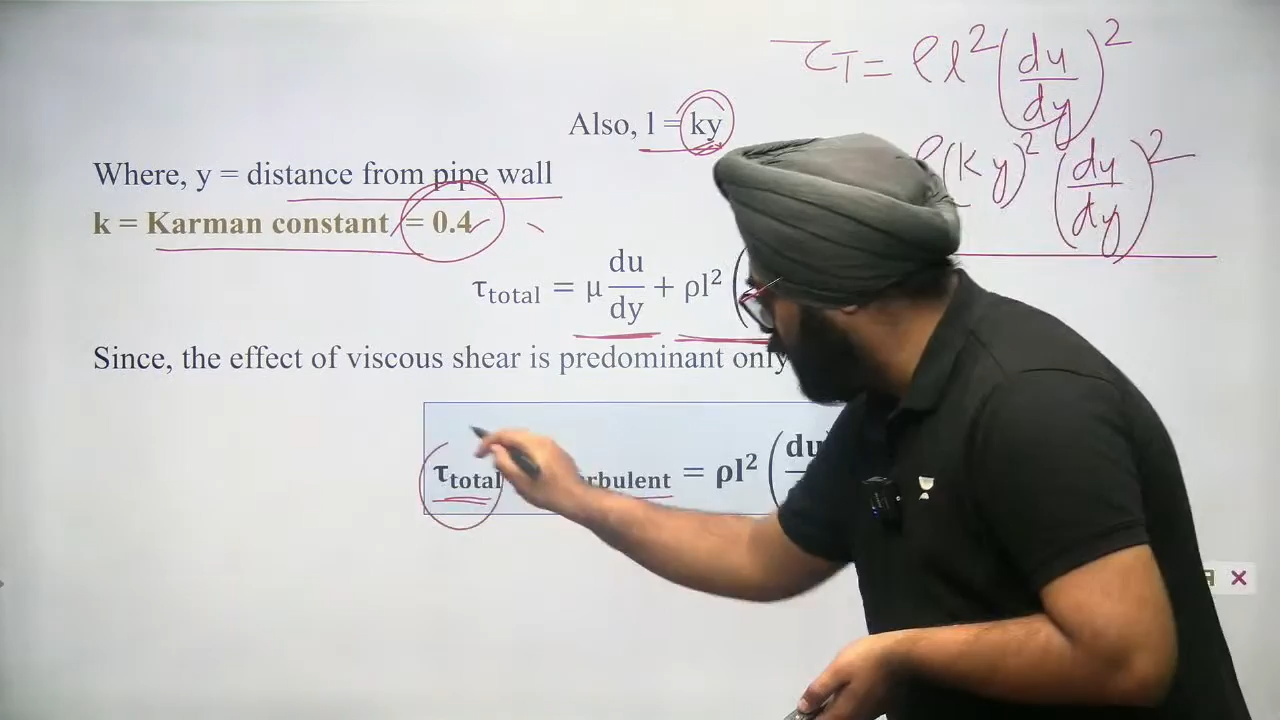 τT = ρl²(du/dy)²
Also, l = ky
ρ(ky)²(du/dy)²
Where, y = distance from pipe wall
k = Karman constant = 0.4
τtotal = μ du/dy + ρl² (
Since, the effect of viscous shear is predominant only
τtotal rbulent = ρl² (du